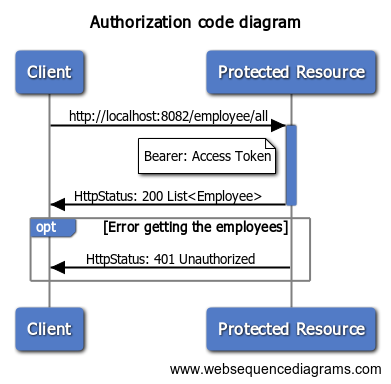 Authorization code diagram
Client
Protected Resource
http://localhost:8082/employee/all
Bearer: Access Token
HttpStatus: 200 List<Employee>
opt
[Error getting the employees]
HttpStatus: 401 Unauthorized
Client
Protected Resource
www.websequencediagrams.com